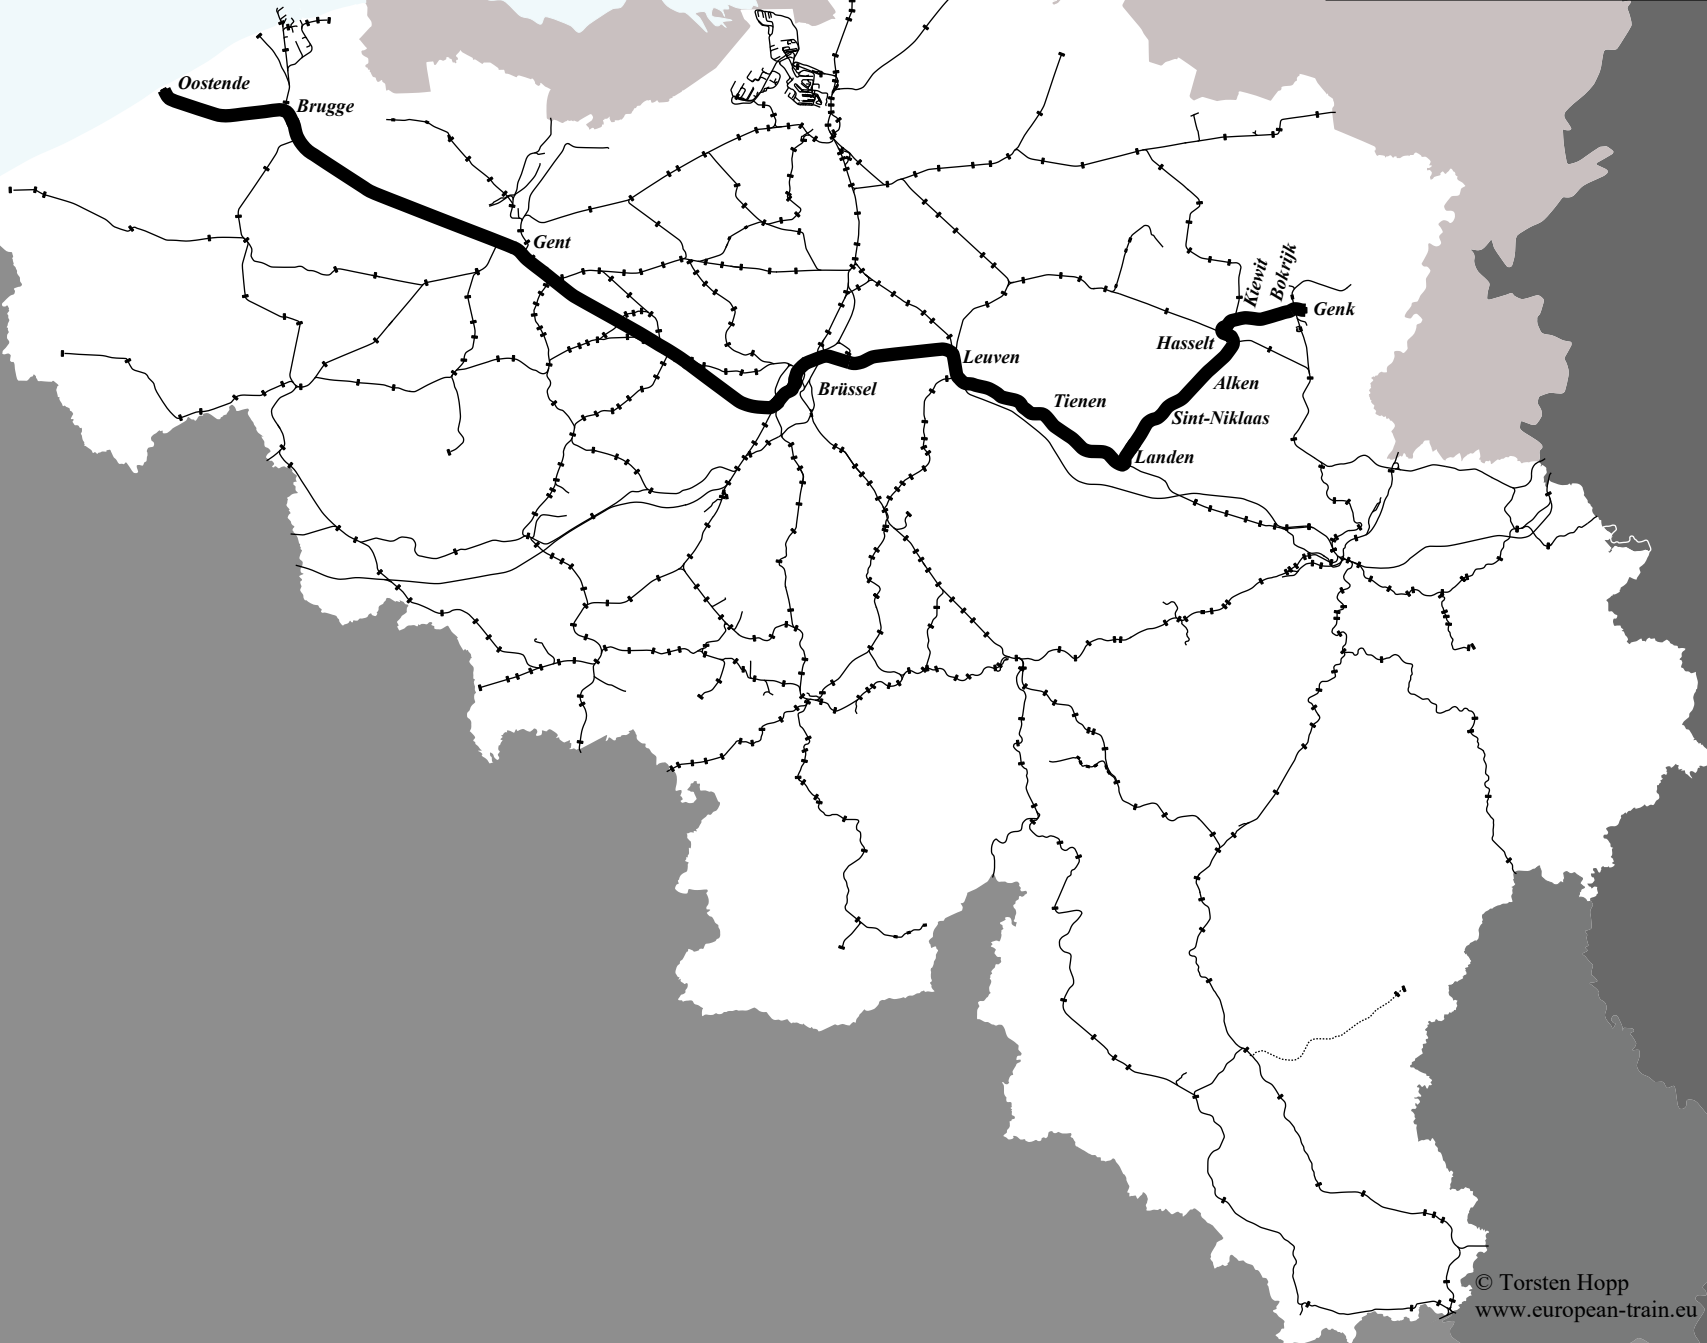 Oostende
Brugge
Gent
Brüssel
Leuven
Tienen
Landen
Sint-Niklaas
Alken
Hasselt
Kiewit
Bokrijk
Genk
© Torsten Hopp
www.european-train.eu